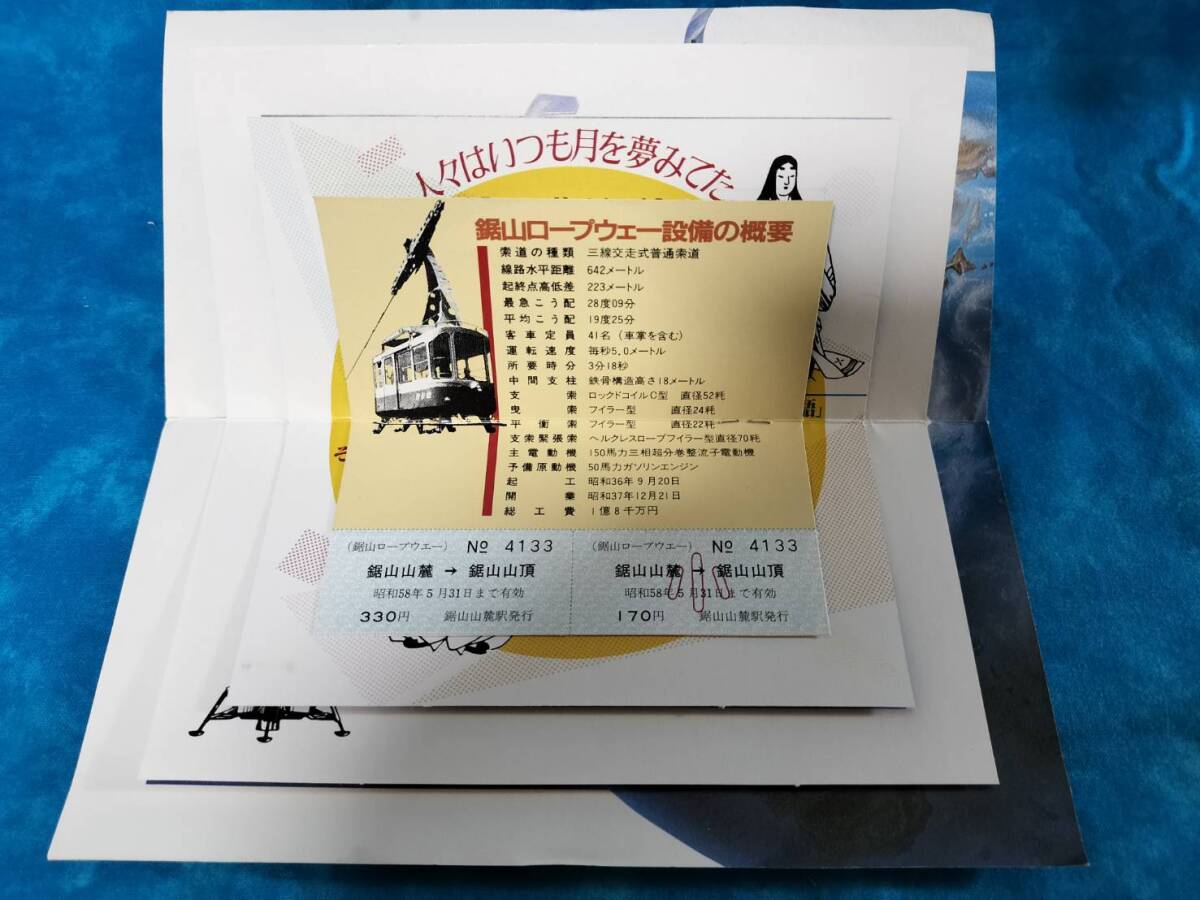 人々はいつも月を夢みてた
鋸山ロープウェー設備の概要
索道の種類 三線交走式普通索道
線路水平距離 642メートル
起終点高低差 223メートル
最急こう配 28度09分
平均こう配 19度25分
客車定員 41名（車掌を含む）
運転速度 毎秒5.0メートル
所要時分 3分18秒
中間支柱 鉄骨構造高さ18メートル
支索 ロックドコイルC型 直径52粍
曳索 フイラー型 直径24粍
平衡索 フイラー型 直径22粍
支索緊張索 ヘルクレスロープフイラー型直径70粍
主電動機 150馬力三相超分巻整流子電動機
予備原動機 50馬力ガソリンエンジン
起工 昭和36年9月20日
開業 昭和37年12月21日
総工費 1億8千万円
（鋸山ロープウエー） № 4133
鋸山山麓 → 鋸山山頂
昭和58年5月31日まで有効
330円 鋸山山麓駅発行
（鋸山ロープウエー） № 4133
鋸山山麓 → 鋸山山頂
昭和58年5月31日まで有効
170円 鋸山山麓駅発行